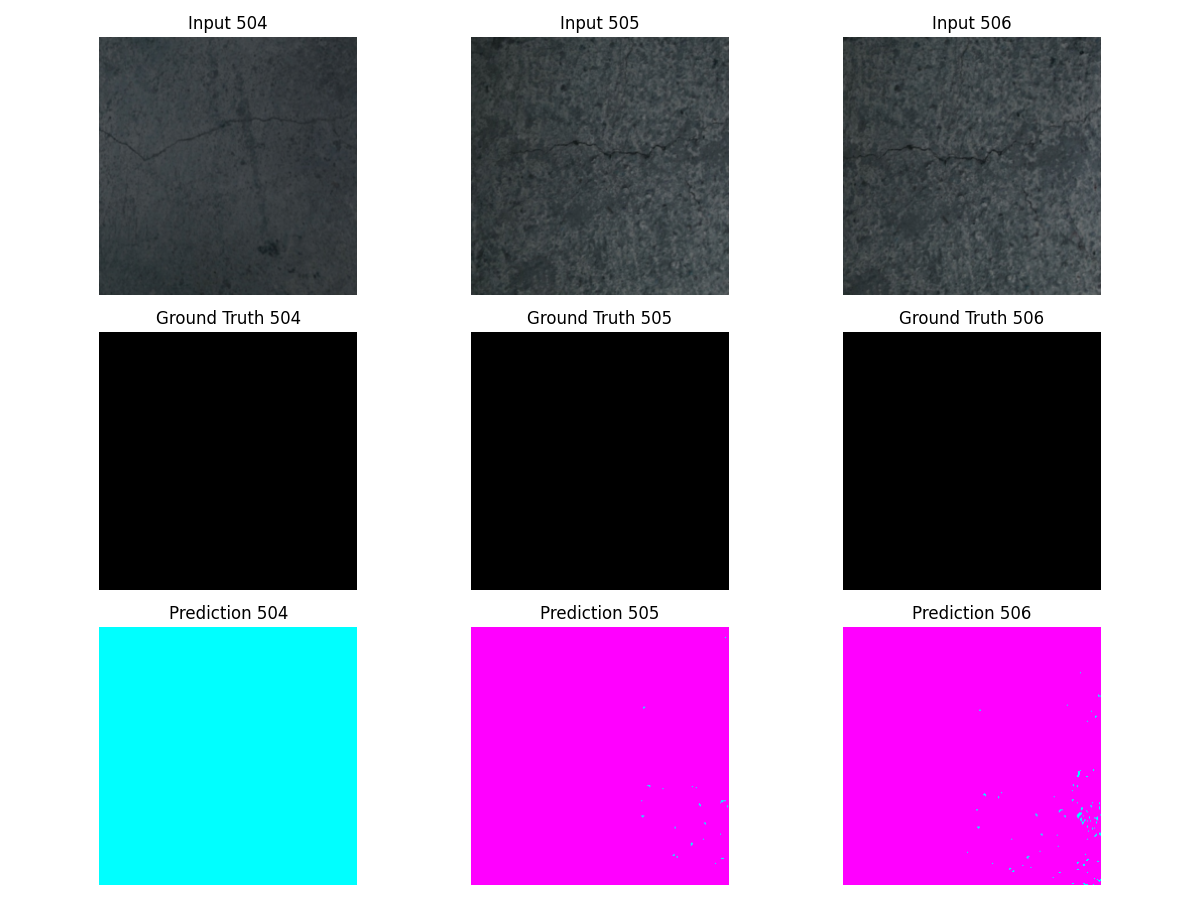 Input 504
Input 505
Input 506
Ground Truth 504
Ground Truth 505
Ground Truth 506
Prediction 504
Prediction 505
Prediction 506